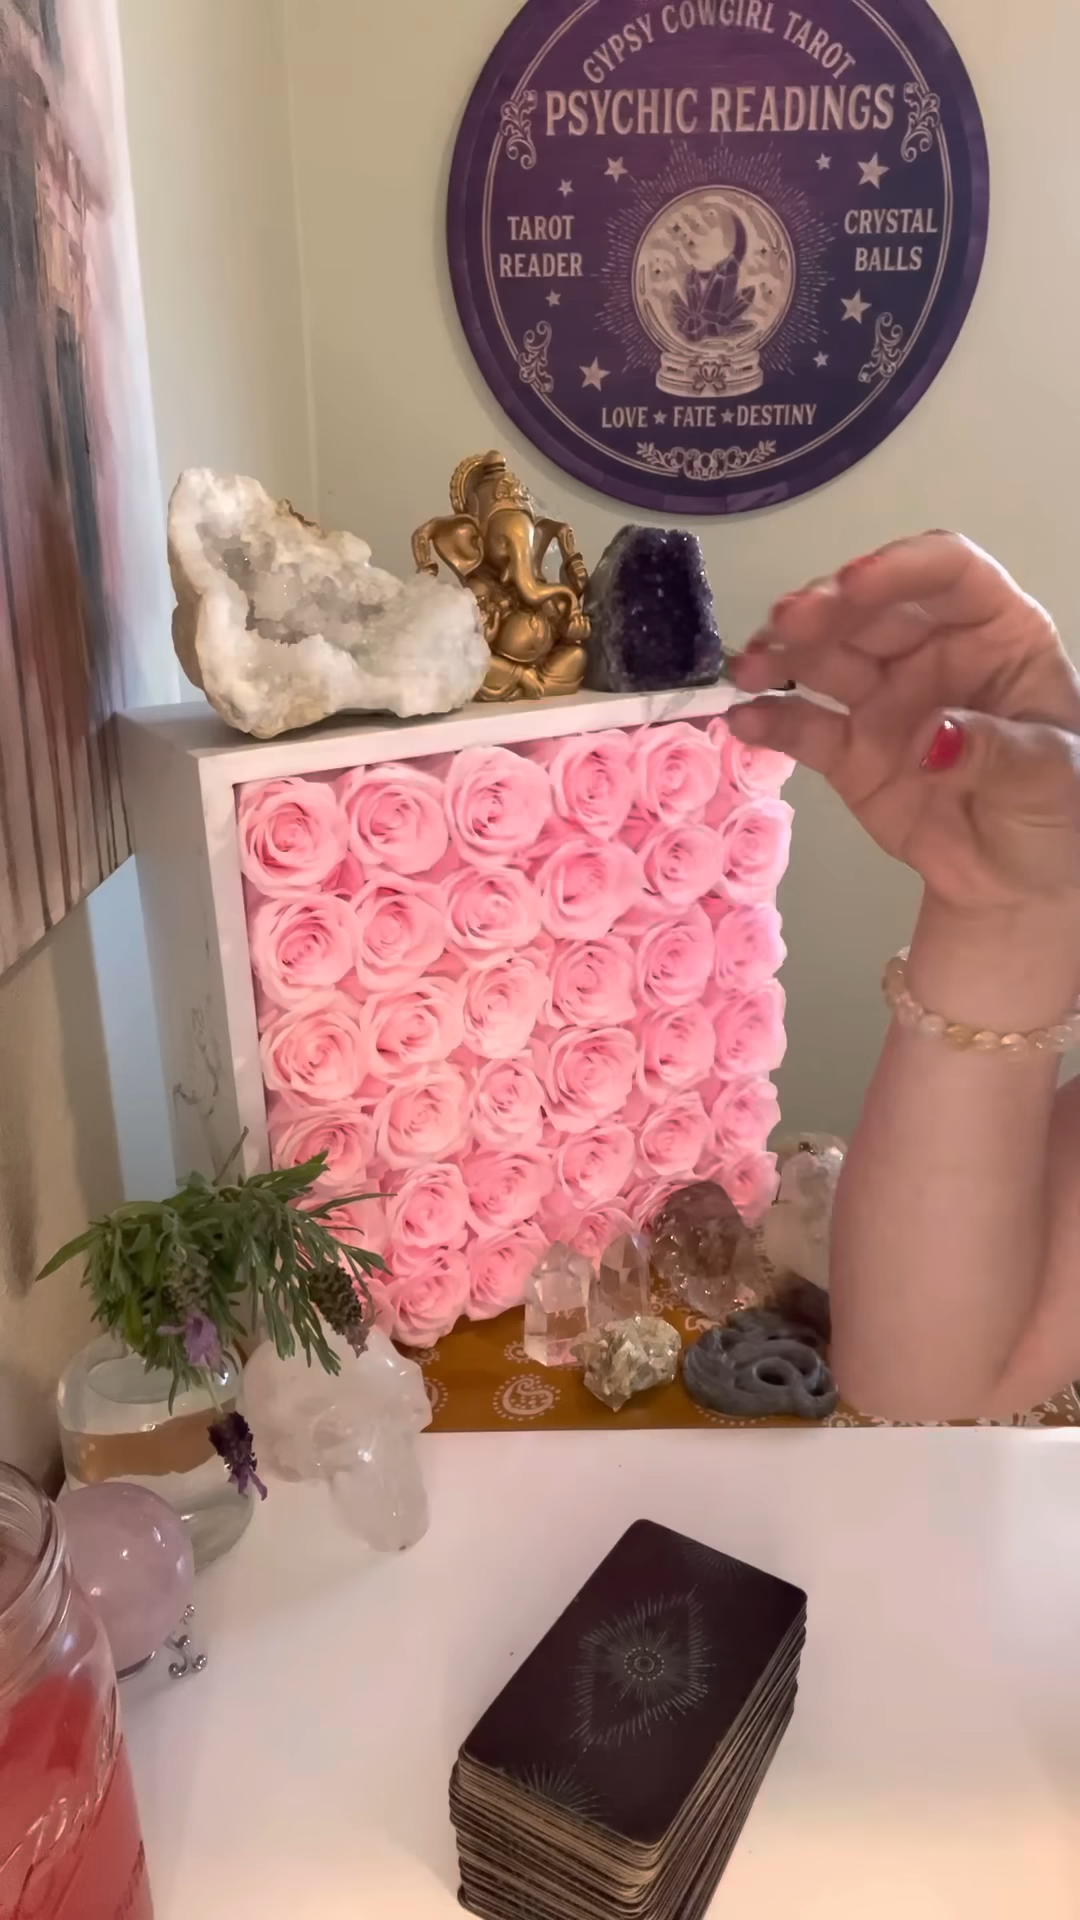 GYPSY COWGIRL TAROT
PSYCHIC READINGS
TAROT
READER
CRYSTAL
BALLS
LOVE ★ FATE ★ DESTINY